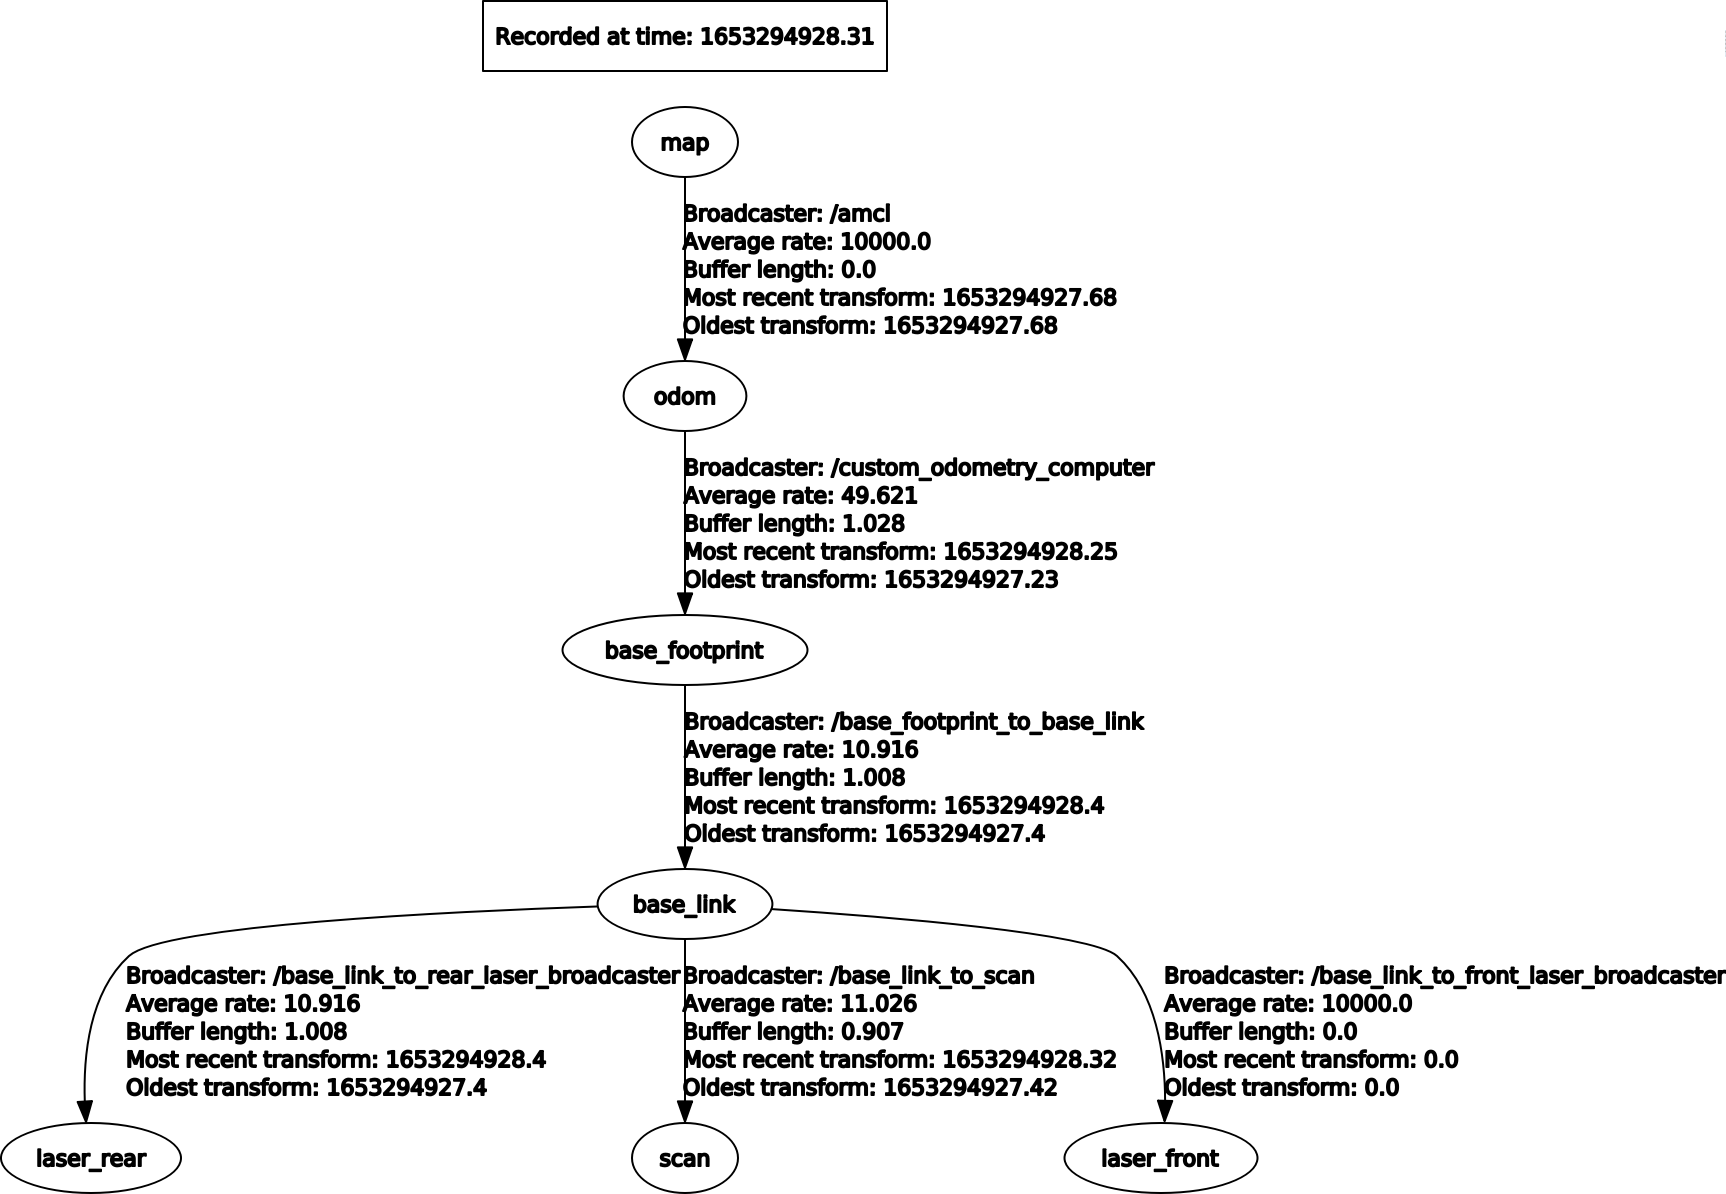 Recorded at time: 1653294928.31
map
Broadcaster: /amcl
Average rate: 10000.0
Buffer length: 0.0
Most recent transform: 1653294927.68
Oldest transform: 1653294927.68
odom
Broadcaster: /custom_odometry_computer
Average rate: 49.621
Buffer length: 1.028
Most recent transform: 1653294928.25
Oldest transform: 1653294927.23
base_footprint
Broadcaster: /base_footprint_to_base_link
Average rate: 10.916
Buffer length: 1.008
Most recent transform: 1653294928.4
Oldest transform: 1653294927.4
base_link
Broadcaster: /base_link_to_rear_laser_broadcaster
Average rate: 10.916
Buffer length: 1.008
Most recent transform: 1653294928.4
Oldest transform: 1653294927.4
Broadcaster: /base_link_to_scan
Average rate: 11.026
Buffer length: 0.907
Most recent transform: 1653294928.32
Oldest transform: 1653294927.42
Broadcaster: /base_link_to_front_laser_broadcaster
Average rate: 10000.0
Buffer length: 0.0
Most recent transform: 0.0
Oldest transform: 0.0
laser_rear
scan
laser_front